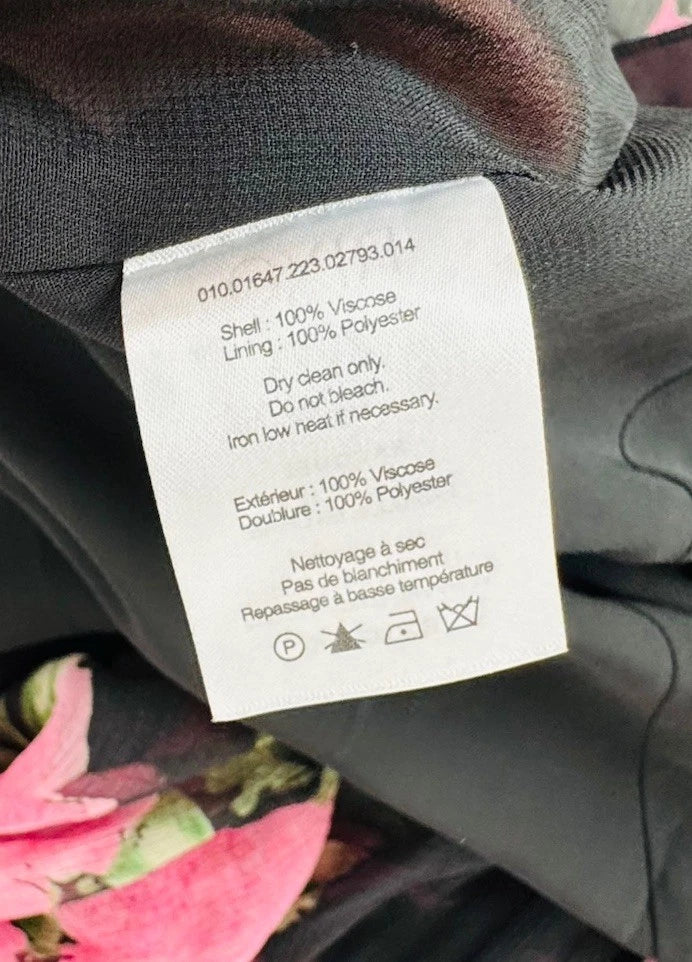 010.01647.223.02793.014
Shell : 100% Viscose
Lining : 100% Polyester
Dry clean only.
Do not bleach.
Iron low heat if necessary.
Extérieur : 100% Viscose
Doublure : 100% Polyester
Nettoyage à sec
Pas de blanchiment
Repassage à basse température
P